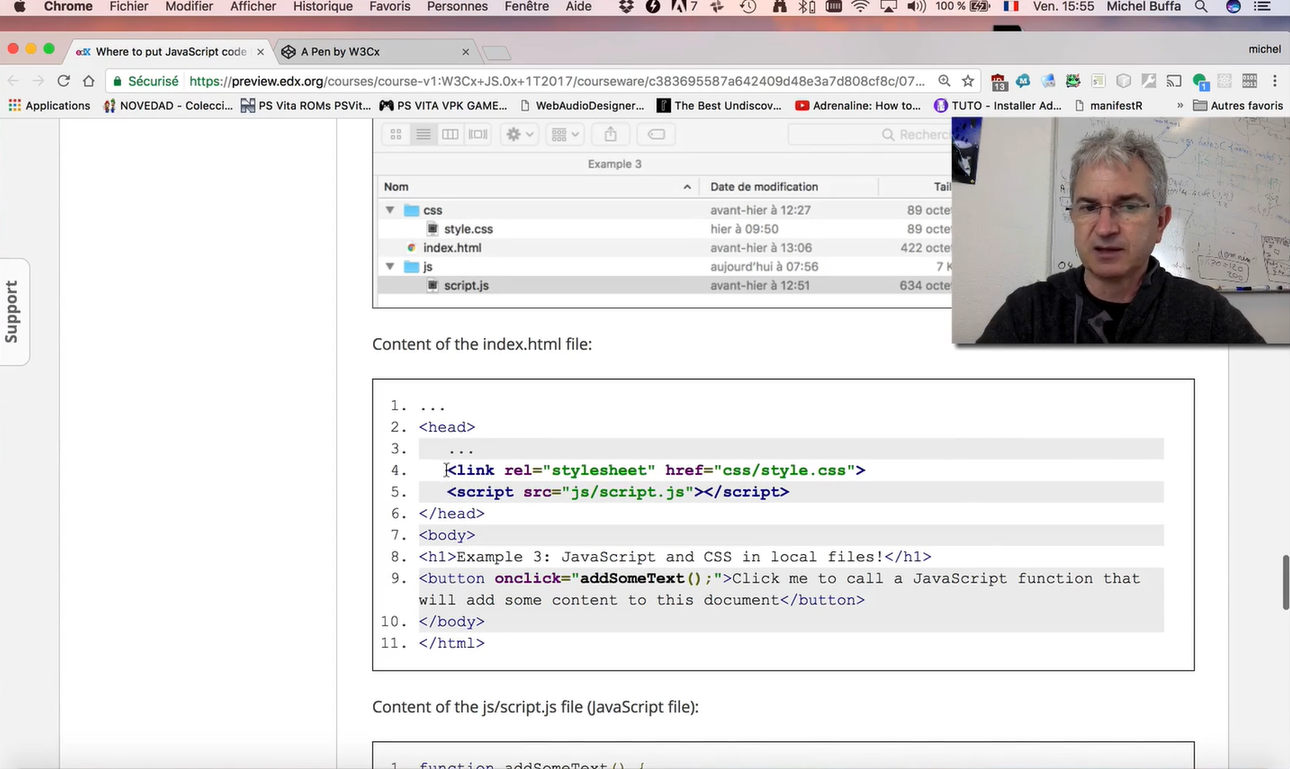 Chrome Fichier Modifier Afficher Historique Favoris Personnes Fenêtre Aide 7 100 % Ven. 15:55 Michel Buffa
edX Where to put JavaScript code A Pen by W3Cx michel
Sécurisé https://preview.edx.org/courses/course-v1:W3Cx+JS.0x+1T2017/courseware/c383695587a642409d48e3a7d808cf8c/07... 13 1
Applications NOVEDAD - Colecci... PS Vita ROMs PSVit... PS VITA VPK GAME... WebAudioDesigner... The Best Undiscov... Adrenaline: How to... TUTO - Installer Ad... manifestR » Autres favoris
Recherc
Example 3
Nom Date de modification Tail
css avant-hier à 12:27 89 octe
style.css hier à 09:50 89 octe
index.html avant-hier à 13:06 422 octe
js aujourd'hui à 07:56 7 K
script.js avant-hier à 12:51 634 octe
Support
Content of the index.html file:
1. ...
2. <head>
3. ...
4. <link rel="stylesheet" href="css/style.css">
5. <script src="js/script.js"></script>
6. </head>
7. <body>
8. <h1>Example 3: JavaScript and CSS in local files!</h1>
9. <button onclick="addSomeText();">Click me to call a JavaScript function that
will add some content to this document</button>
10. </body>
11. </html>
Content of the js/script.js file (JavaScript file):
1. function addSomeText() {